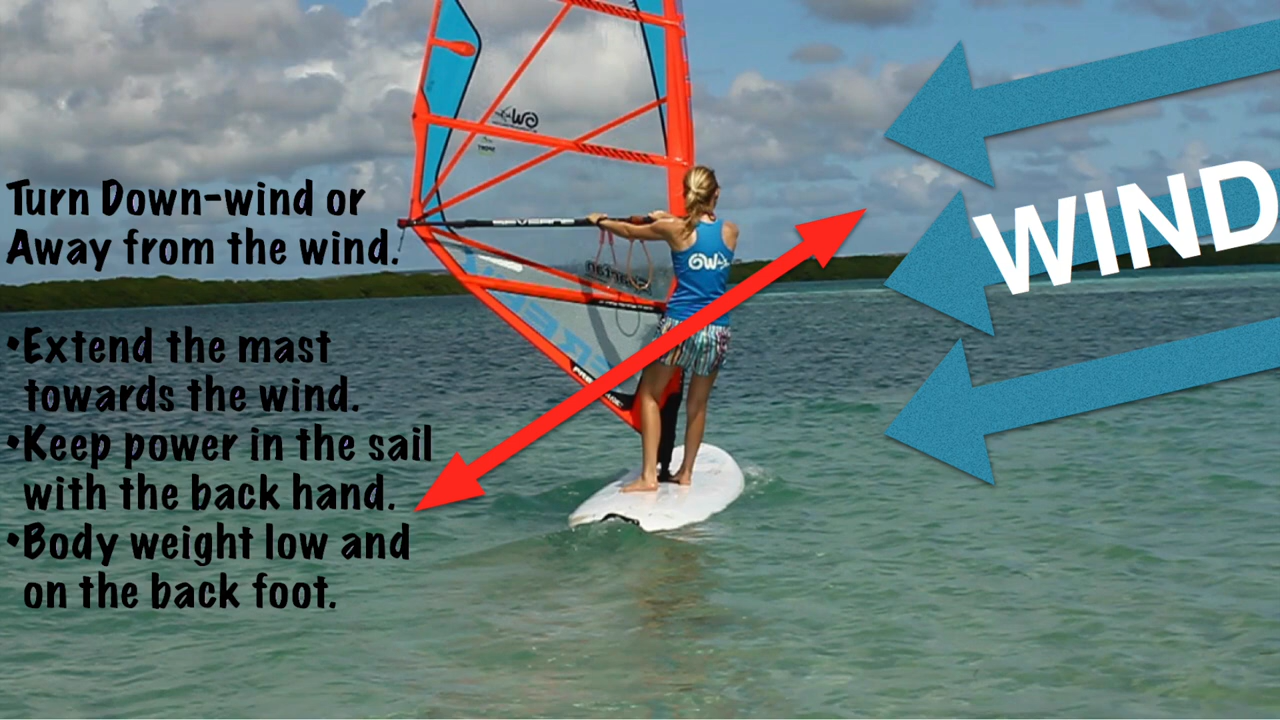 Turn Down-wind or
Away from the wind.
•Extend the mast
towards the wind.
•Keep power in the sail
with the back hand.
•Body weight low and
on the back foot.
WIND